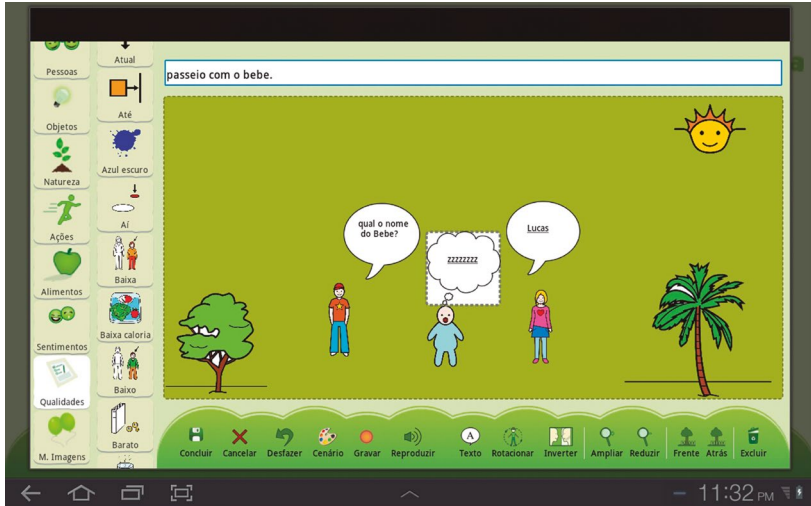 Atual
passeio com o bebe.
Pessoas
Até
Objetos
Azul escuro
Natureza
Aí
qual o nome
do Bebe?
Lucas
zzzzzzzz
Ações
Baixa
Alimentos
Baixa caloria
Sentimentos
Baixo
Qualidades
Barato
M. Imagens
Concluir Cancelar Desfazer Cenário Gravar Reproduzir A Texto Rotacionar Inverter Ampliar Reduzir Frente Atrás Excluir
11:32 PM